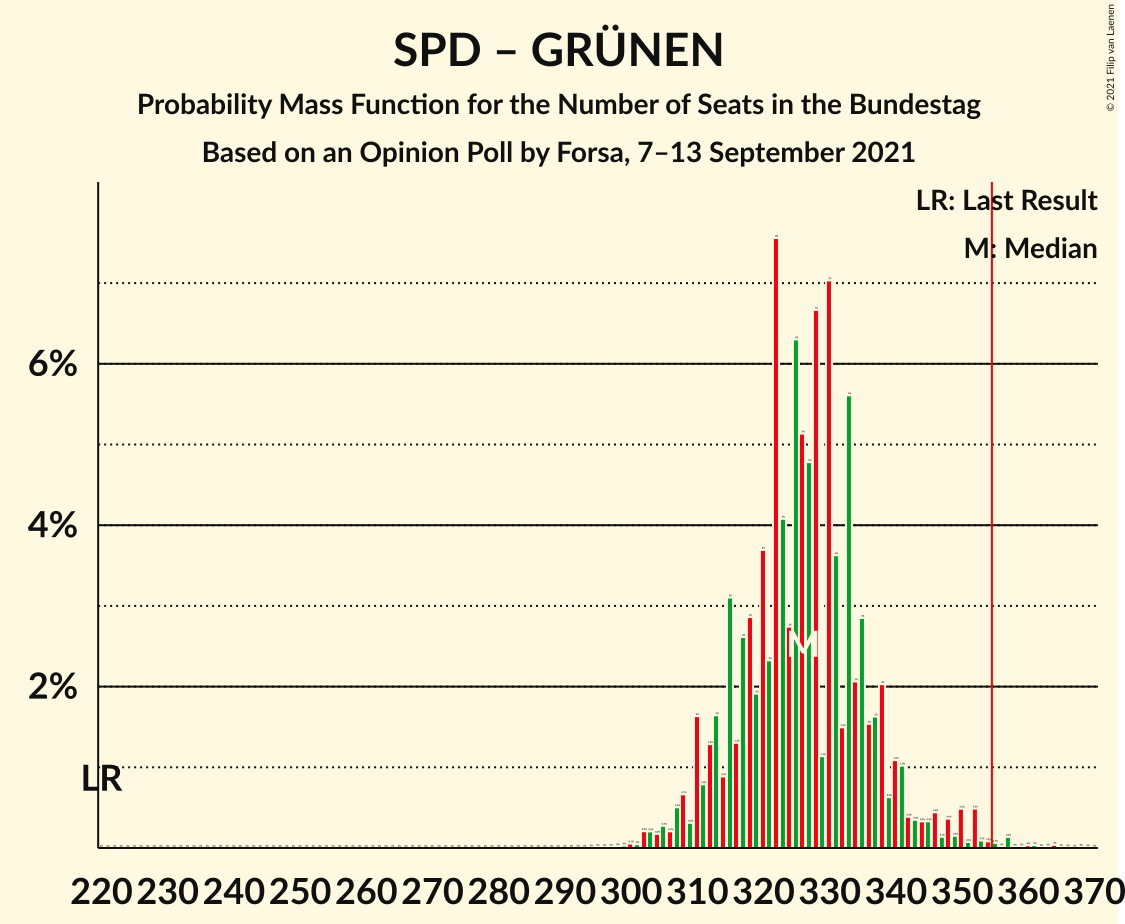 SPD – GRÜNEN
Probability Mass Function for the Number of Seats in the Bundestag
Based on an Opinion Poll by Forsa, 7–13 September 2021
© 2021 Filip van Laenen
LR: Last Result
M: Median
6%
4%
2%
M
LR
220 230 240 250 260 270 280 290 300 310 320 330 340 350 360 370